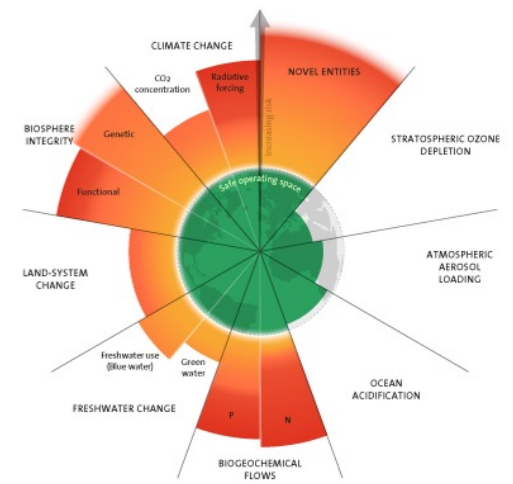 CLIMATE CHANGE
CO₂
concentration
Radiative
forcing
NOVEL ENTITIES
Increasing risk
BIOSPHERE
INTEGRITY
Genetic
Functional
STRATOSPHERIC OZONE
DEPLETION
Safe operating space
LAND-SYSTEM
CHANGE
ATMOSPHERIC
AEROSOL
LOADING
Freshwater use
(Blue water)
Green
water
FRESHWATER CHANGE
OCEAN
ACIDIFICATION
P
N
BIOGEOCHEMICAL
FLOWS